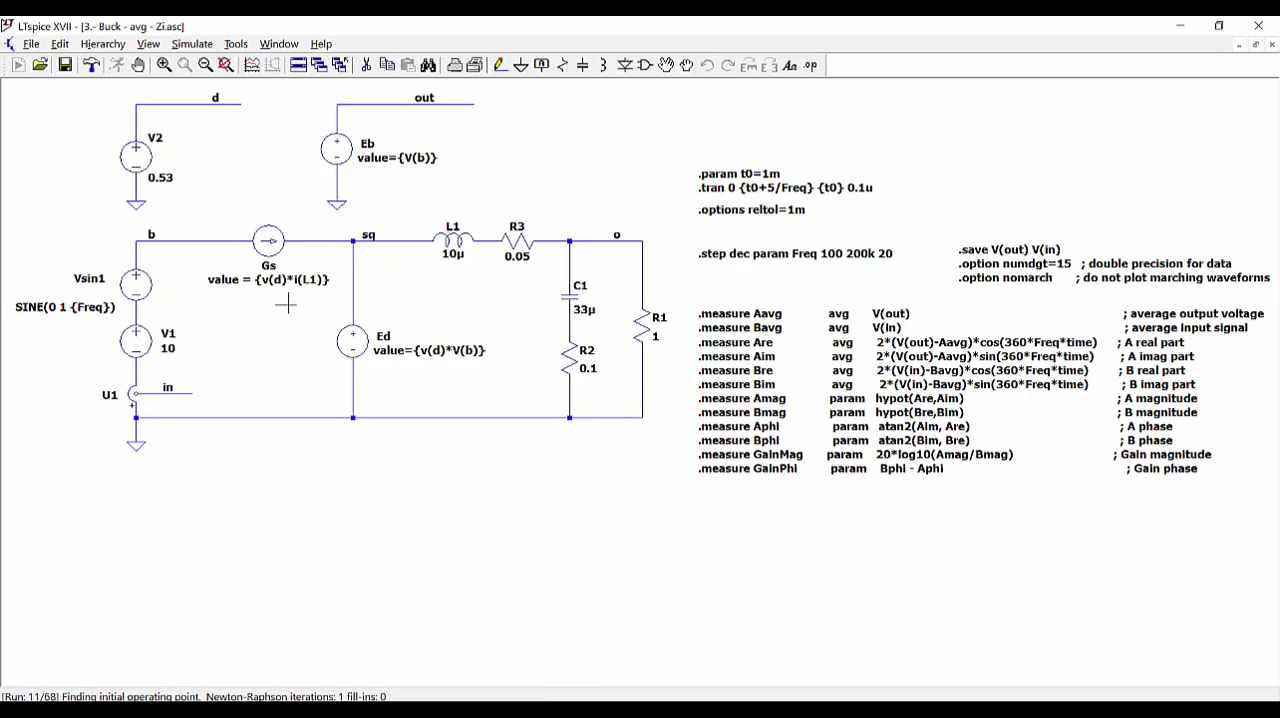 LTspice XVII - [3.- Buck - avg - Zi.asc]
File Edit Hierarchy View Simulate Tools Window Help
d
V2
0.53
out
Eb
value={V(b)}
b
Gs
value = {v(d)*i(L1)}
sq
L1
10µ
R3
0.05
o
Vsin1
SINE(0 1 {Freq})
V1
10
U1
in
Ed
value={v(d)*V(b)}
C1
33µ
R2
0.1
R1
1
.param t0=1m
.tran 0 {t0+5/Freq} {t0} 0.1u
.options reltol=1m
.step dec param Freq 100 200k 20
.save V(out) V(in)
.option numdgt=15 ; double precision for data
.option nomarch ; do not plot marching waveforms
.measure Aavg avg V(out) ; average output voltage
.measure Bavg avg V(in) ; average input signal
.measure Are avg 2*(V(out)-Aavg)*cos(360*Freq*time) ; A real part
.measure Aim avg 2*(V(out)-Aavg)*sin(360*Freq*time) ; A imag part
.measure Bre avg 2*(V(in)-Bavg)*cos(360*Freq*time) ; B real part
.measure Bim avg 2*(V(in)-Bavg)*sin(360*Freq*time) ; B imag part
.measure Amag param hypot(Are,Aim) ; A magnitude
.measure Bmag param hypot(Bre,Bim) ; B magnitude
.measure Aphi param atan2(Aim, Are) ; A phase
.measure Bphi param atan2(Bim, Bre) ; B phase
.measure GainMag param 20*log10(Amag/Bmag) ; Gain magnitude
.measure GainPhi param Bphi - Aphi ; Gain phase
[Run: 11/68] Finding initial operating point. Newton-Raphson iterations: 1 fill-ins: 0